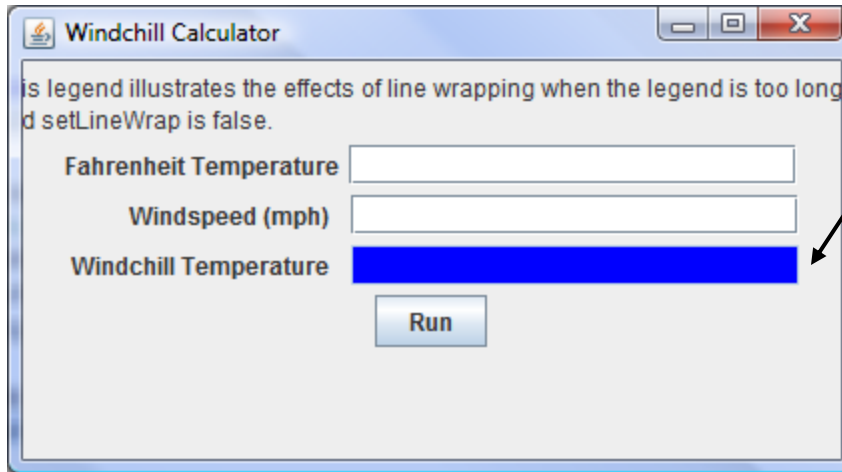 Windchill Calculator
is legend illustrates the effects of line wrapping when the legend is too long
d setLineWrap is false.
Fahrenheit Temperature
Windspeed (mph)
Windchill Temperature
Run